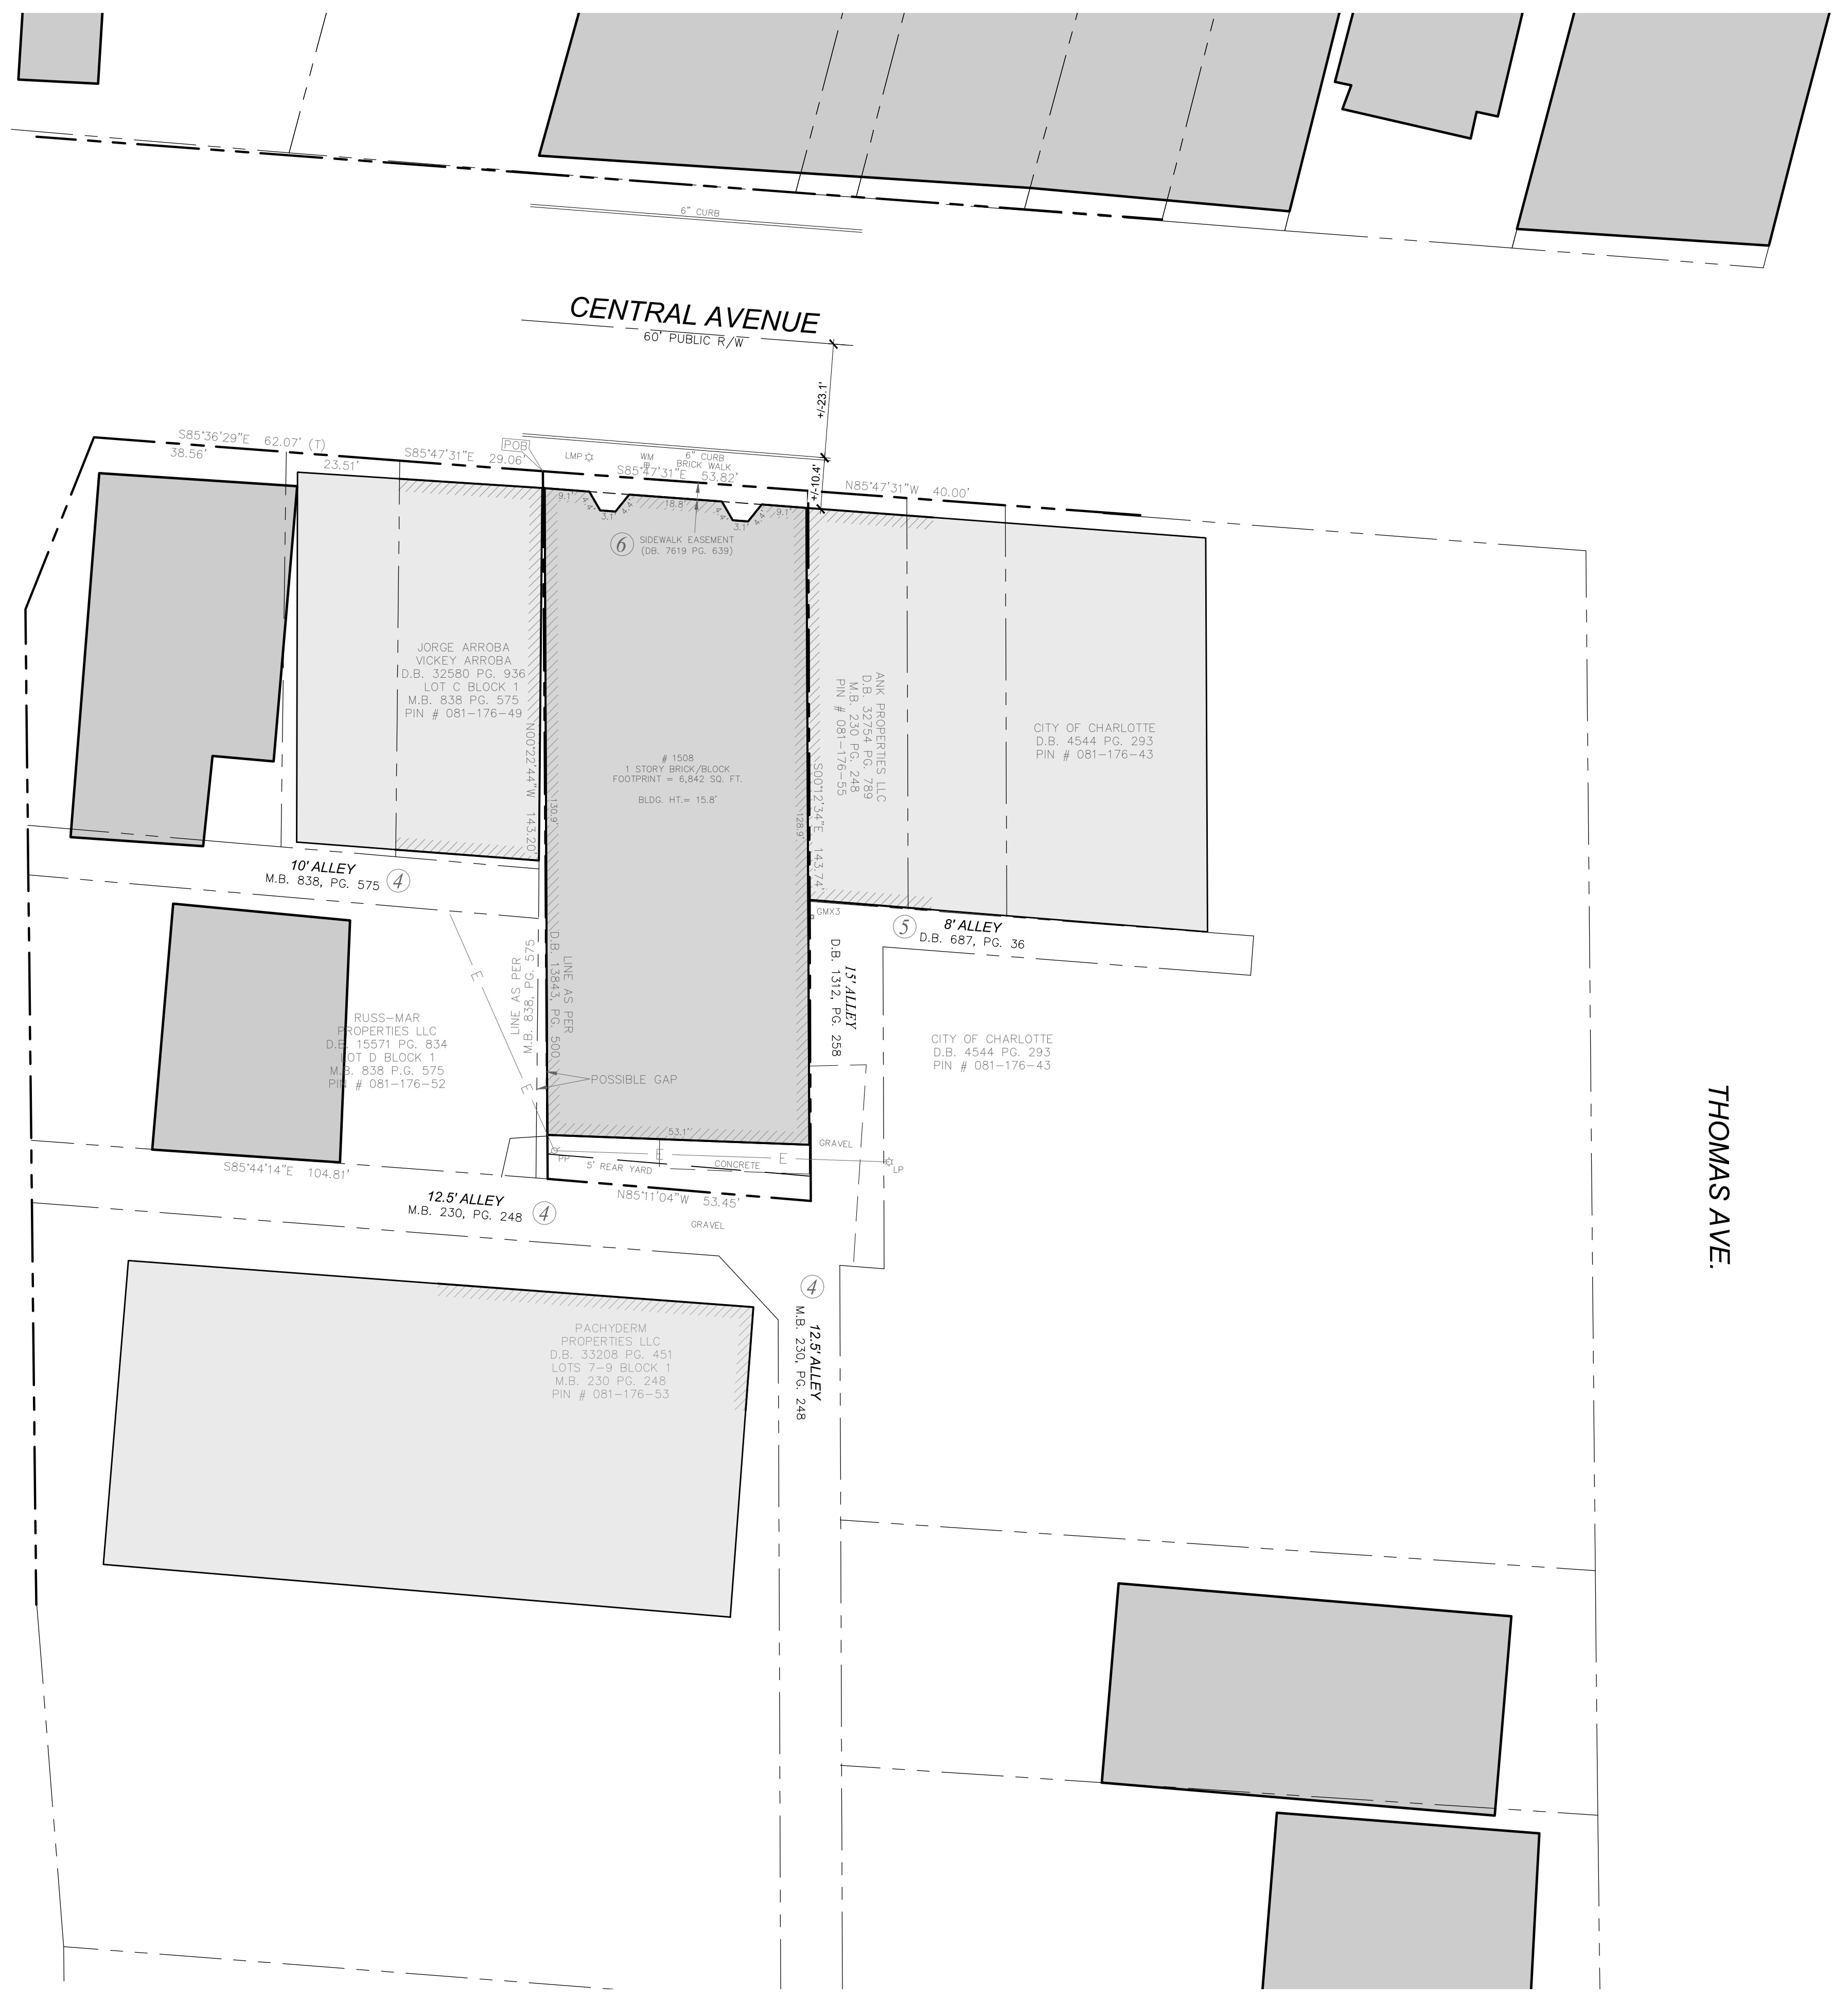 6" CURB
CENTRAL AVENUE
60' PUBLIC R/W
+/-23.1'
S85°36'29"E 62.07' (T)
38.56'
23.51'
S85°47'31"E 29.06'
POB
LMP
WM
6" CURB
BRICK WALK
S85°47'31"E 53.82'
+/-10.4'
N85°47'31"W 40.00'
9.1'
4.4'
3.1'
4.4'
18.8'
4.4'
3.1'
4.4'
9.1'
6
SIDEWALK EASEMENT
(DB. 7619 PG. 639)
JORGE ARROBA
VICKEY ARROBA
D.B. 32580 PG. 936
LOT C BLOCK 1
M.B. 838 PG. 575
PIN # 081-176-49
N00°22'44"W 143.20'
130.9'
# 1508
1 STORY BRICK/BLOCK
FOOTPRINT = 6,842 SQ. FT.
BLDG. HT.= 15.8'
128.9'
S00°12'34"E 143.74'
ANK PROPERTIES LLC
D.B. 32754 PG. 789
M.B. 230 PG. 248
PIN # 081-176-55
CITY OF CHARLOTTE
D.B. 4544 PG. 293
PIN # 081-176-43
10' ALLEY
M.B. 838, PG. 575
4
GMX3
5
8' ALLEY
D.B. 687, PG. 36
15' ALLEY
D.B. 1312, PG. 258
E
LINE AS PER
M.B. 838, PG. 575
LINE AS PER
D.B. 13843, PG. 500
RUSS-MAR
PROPERTIES LLC
D.B. 15571 PG. 834
LOT D BLOCK 1
M.B. 838 P.G. 575
PIN # 081-176-52
CITY OF CHARLOTTE
D.B. 4544 PG. 293
PIN # 081-176-43
POSSIBLE GAP
E
THOMAS AVE.
53.1'
GRAVEL
PP
E
E
LP
5' REAR YARD
CONCRETE
S85°44'14"E 104.81'
N85°11'04"W 53.45'
12.5' ALLEY
M.B. 230, PG. 248
4
GRAVEL
4
12.5' ALLEY
M.B. 230, PG. 248
PACHYDERM
PROPERTIES LLC
D.B. 33208 PG. 451
LOTS 7-9 BLOCK 1
M.B. 230 PG. 248
PIN # 081-176-53